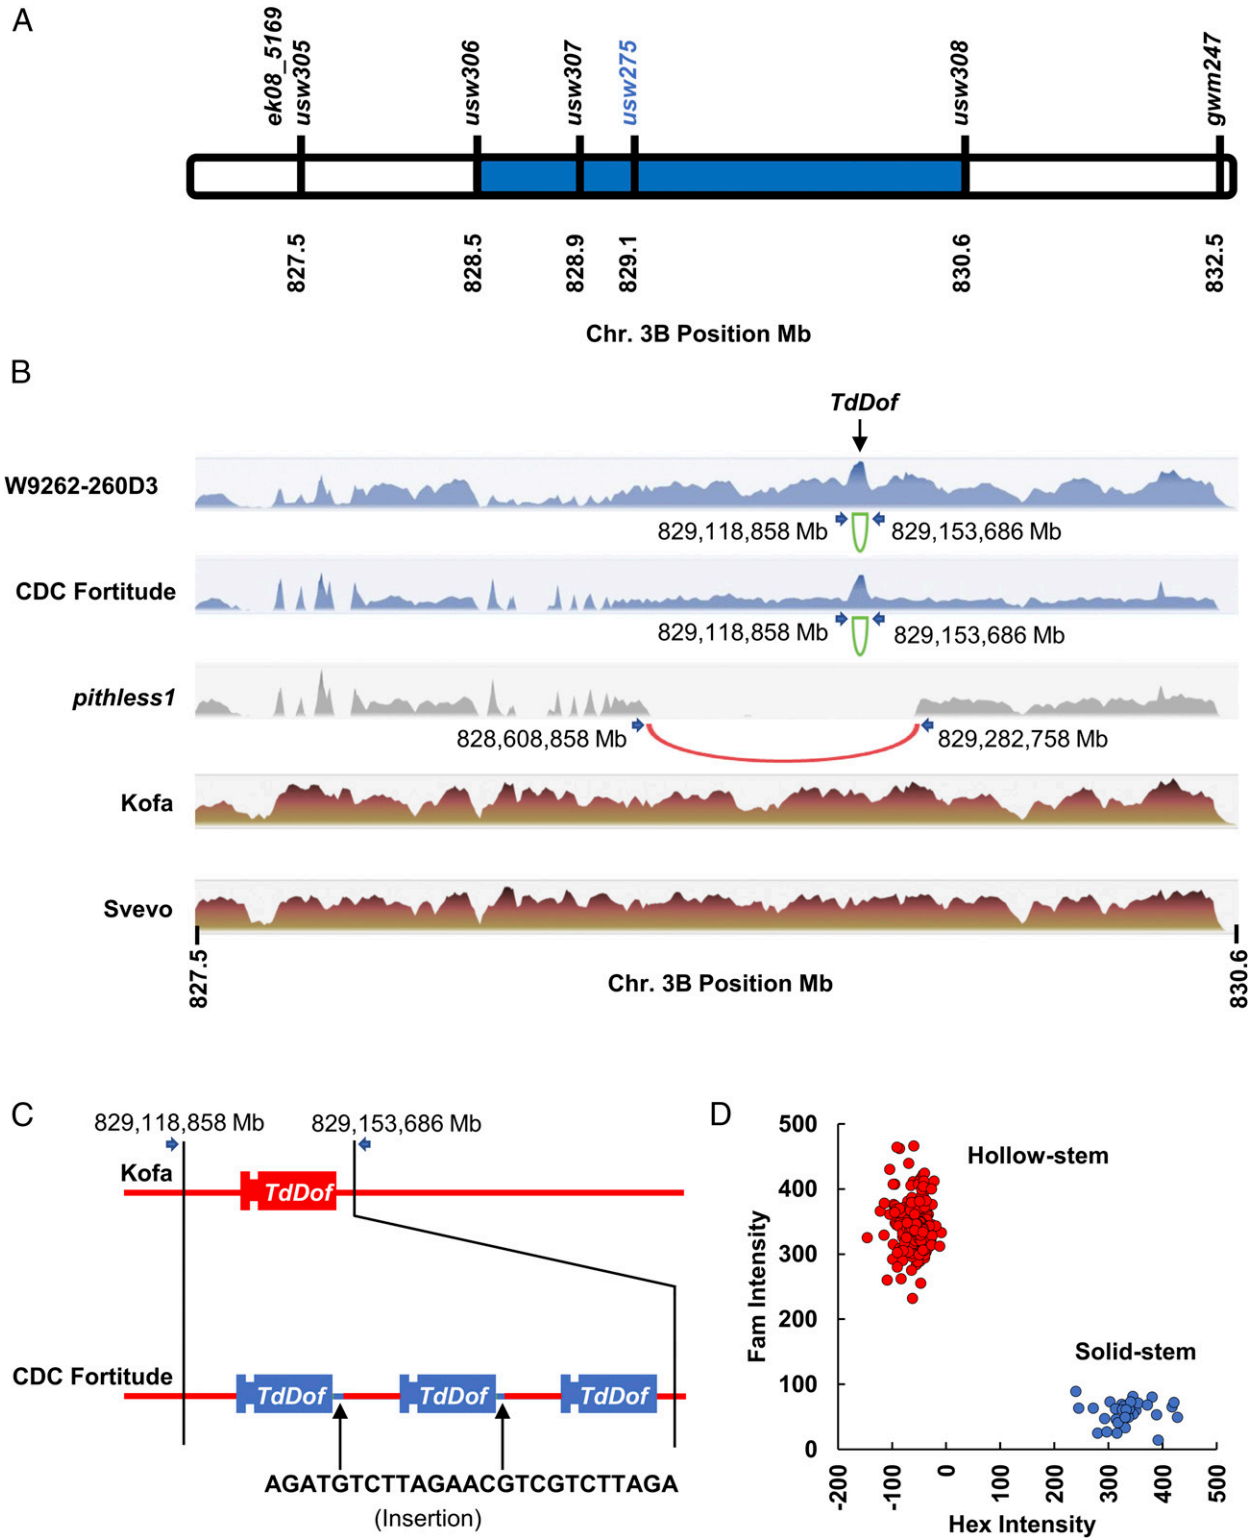 A
ek08_5169
usw305
usw306
usw307
usw275
usw308
gwm247
827.5
828.5
828.9
829.1
830.6
832.5
Chr. 3B Position Mb
B
TdDof
W9262-260D3
829,118,858 Mb
829,153,686 Mb
CDC Fortitude
829,118,858 Mb
829,153,686 Mb
pithless1
828,608,858 Mb
829,282,758 Mb
Kofa
Svevo
827.5
830.6
Chr. 3B Position Mb
C
829,118,858 Mb
829,153,686 Mb
Kofa
TdDof
CDC Fortitude
TdDof
TdDof
TdDof
AGATGTCTTAGAACGTCGTCTTAGA
(Insertion)
D
500
400
300
200
100
0
Fam Intensity
Hollow-stem
Solid-stem
-200
-100
0
100
200
300
400
500
Hex Intensity